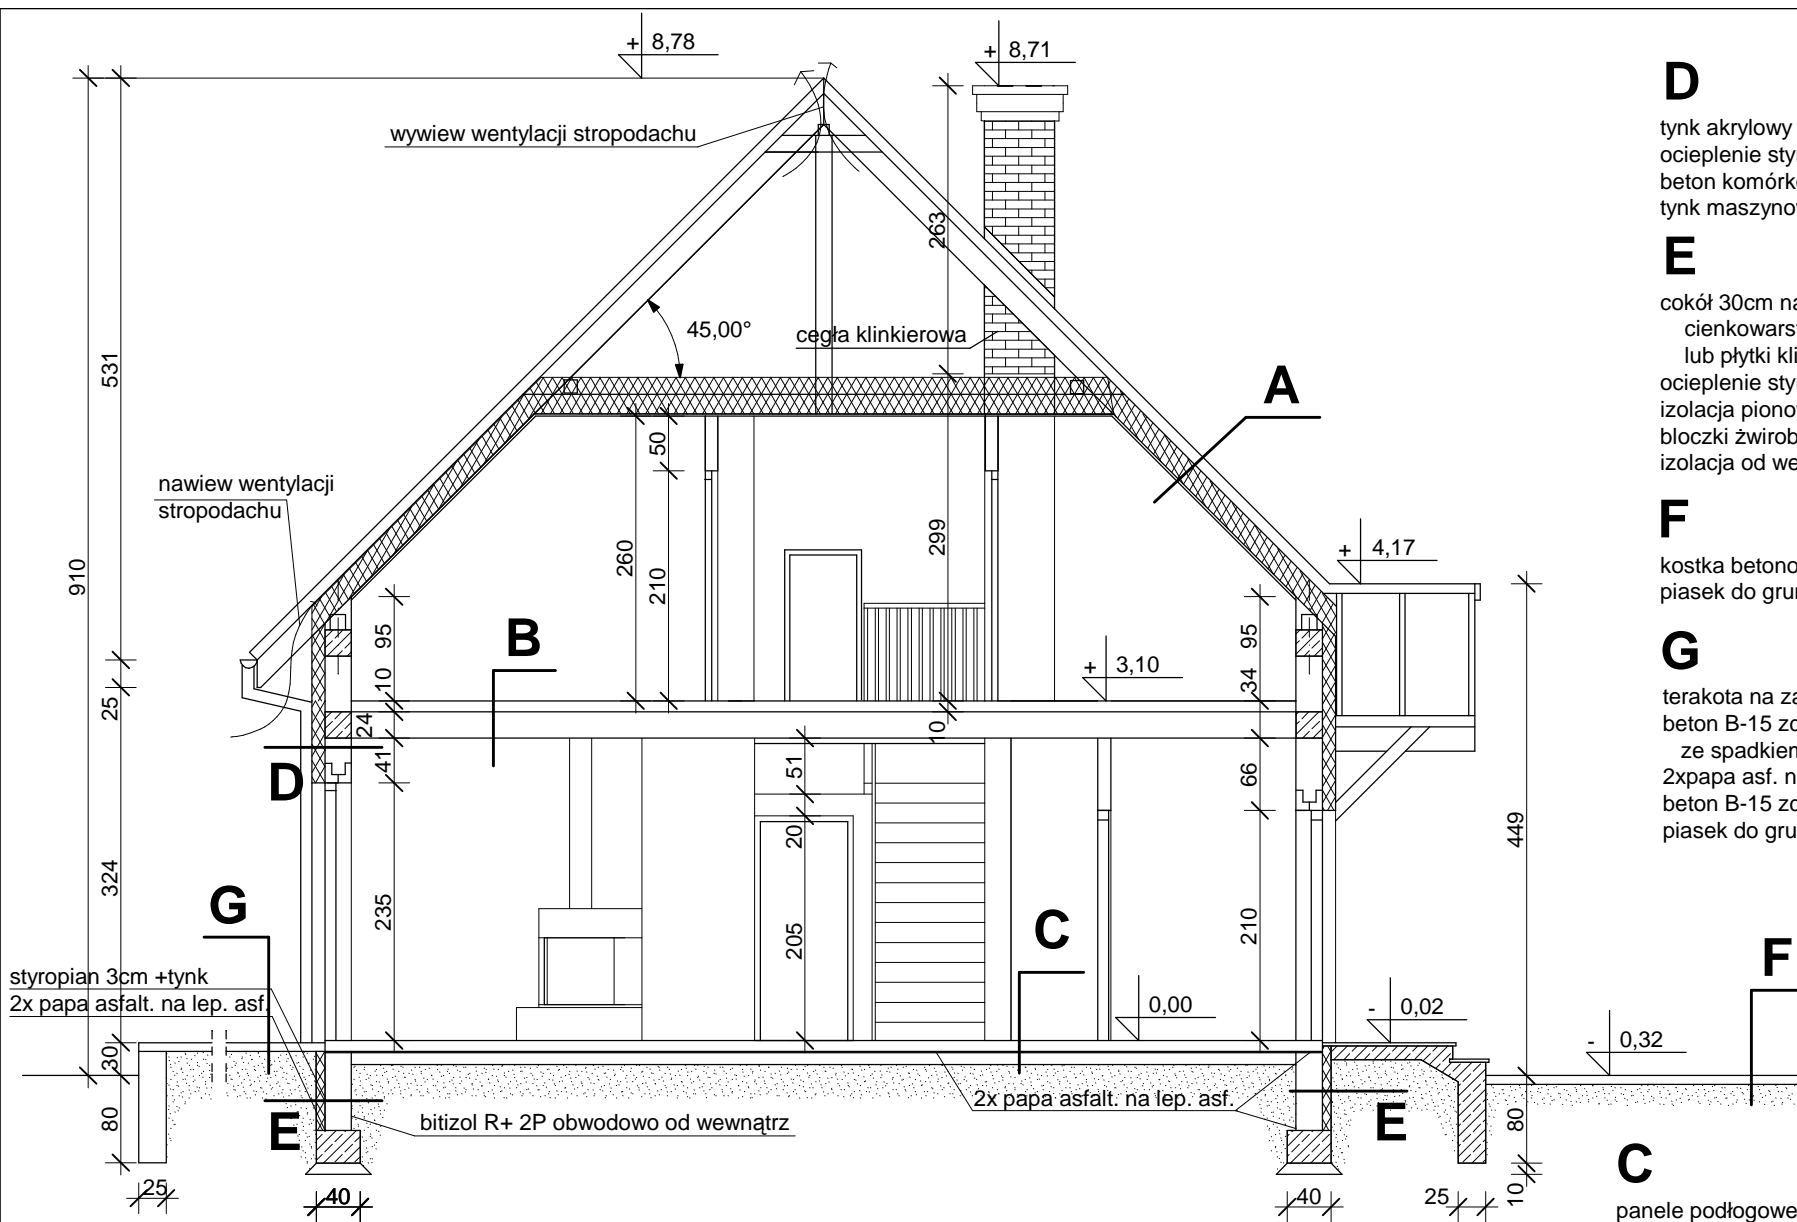 + 8,78
+ 8,71
wywiew wentylacji stropodachu
263
45,00°
cegła klinkierowa
531
910
A
50
nawiew wentylacji
stropodachu
260
210
299
+ 4,17
95
10
B
+ 3,10
95
34
25
24
41
D
10
51
66
20
324
449
G
235
205
C
210
F
styropian 3cm +tynk
2x papa asfalt. na lep. asf.
0,00
- 0,02
- 0,32
30
80
E
bitizol R+ 2P obwodowo od wewnątrz
2x papa asfalt. na lep. asf.
E
80
25
40
40
25
10
D
tynk akrylowy
ocieplenie sty
beton komórk
tynk maszyno
E
cokół 30cm na
cienkowars
lub płytki kli
ocieplenie sty
izolacja piono
bloczki żwirob
izolacja od we
F
kostka betono
piasek do gru
G
terakota na za
beton B-15 zo
ze spadkiem
2xpapa asf. n
beton B-15 zo
piasek do gru
C
panele podłogowe